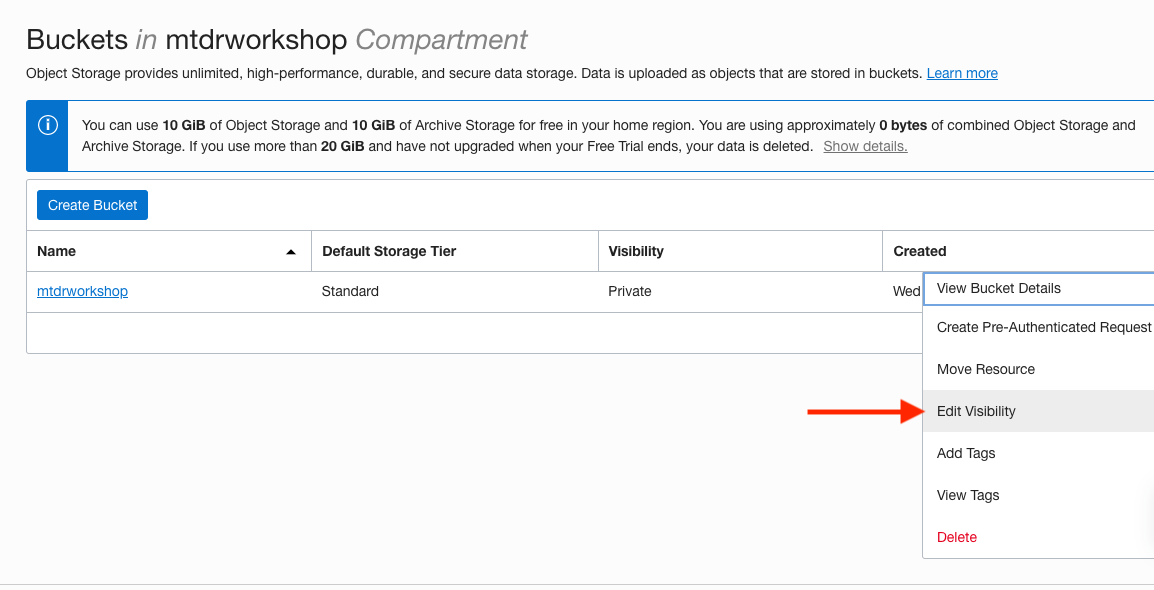 Buckets in mtdrworkshop Compartment
Object Storage provides unlimited, high-performance, durable, and secure data storage. Data is uploaded as objects that are stored in buckets. Learn more
You can use 10 GiB of Object Storage and 10 GiB of Archive Storage for free in your home region. You are using approximately 0 bytes of combined Object Storage and
Archive Storage. If you use more than 20 GiB and have not upgraded when your Free Trial ends, your data is deleted. Show details.
Create Bucket
Name Default Storage Tier Visibility Created
mtdrworkshop Standard Private Wed
View Bucket Details
Create Pre-Authenticated Request
Move Resource
Edit Visibility
Add Tags
View Tags
Delete